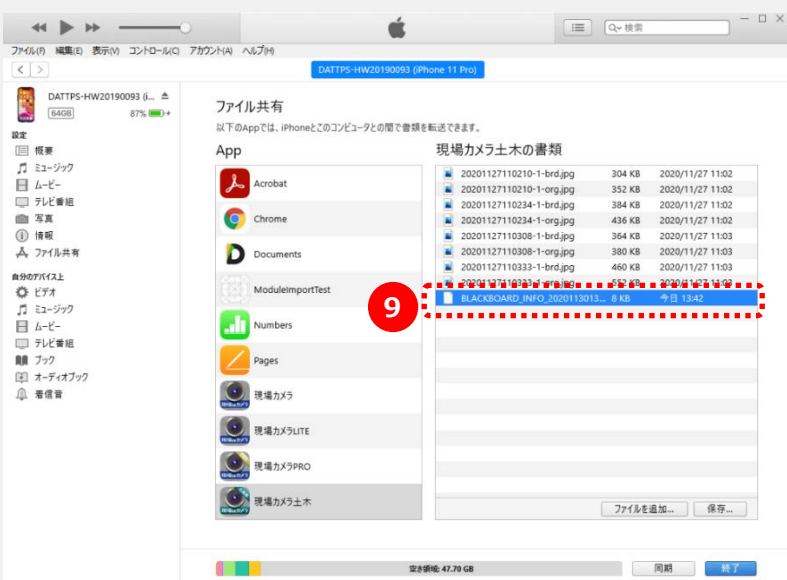 検索
ファイル(F) 編集(E) 表示(V) コントロール(C) アカウント(A) ヘルプ(H)
DATTPS-HW20190093 (iPhone 11 Pro)
DATTPS-HW20190093 (i...
64GB 87%
設定
概要
ミュージック
ムービー
テレビ番組
写真
情報
ファイル共有
自分のデバイス上
ビデオ
ミュージック
ムービー
テレビ番組
ブック
オーディオブック
着信音
ファイル共有
以下のAppでは、iPhoneとこのコンピュータとの間で書類を転送できます。
App
Acrobat
Chrome
Documents
ModuleImportTest
Numbers
Pages
現場カメラ
現場カメラLITE
現場カメラPRO
現場カメラ土木
現場カメラ土木の書類
20201127110210-1-brd.jpg 304 KB 2020/11/27 11:02
20201127110210-1-org.jpg 352 KB 2020/11/27 11:02
20201127110234-1-brd.jpg 384 KB 2020/11/27 11:02
20201127110234-1-org.jpg 436 KB 2020/11/27 11:02
20201127110308-1-brd.jpg 364 KB 2020/11/27 11:03
20201127110308-1-org.jpg 380 KB 2020/11/27 11:03
20201127110333-1-brd.jpg 460 KB 2020/11/27 11:03
20201127110333-1-org.jpg 552 KB 2020/11/27 11:03
9
BLACKBOARD_INFO_2020113013... 8 KB 今日 13:42
ファイルを追加... 保存...
空き領域: 47.70 GB
同期 終了